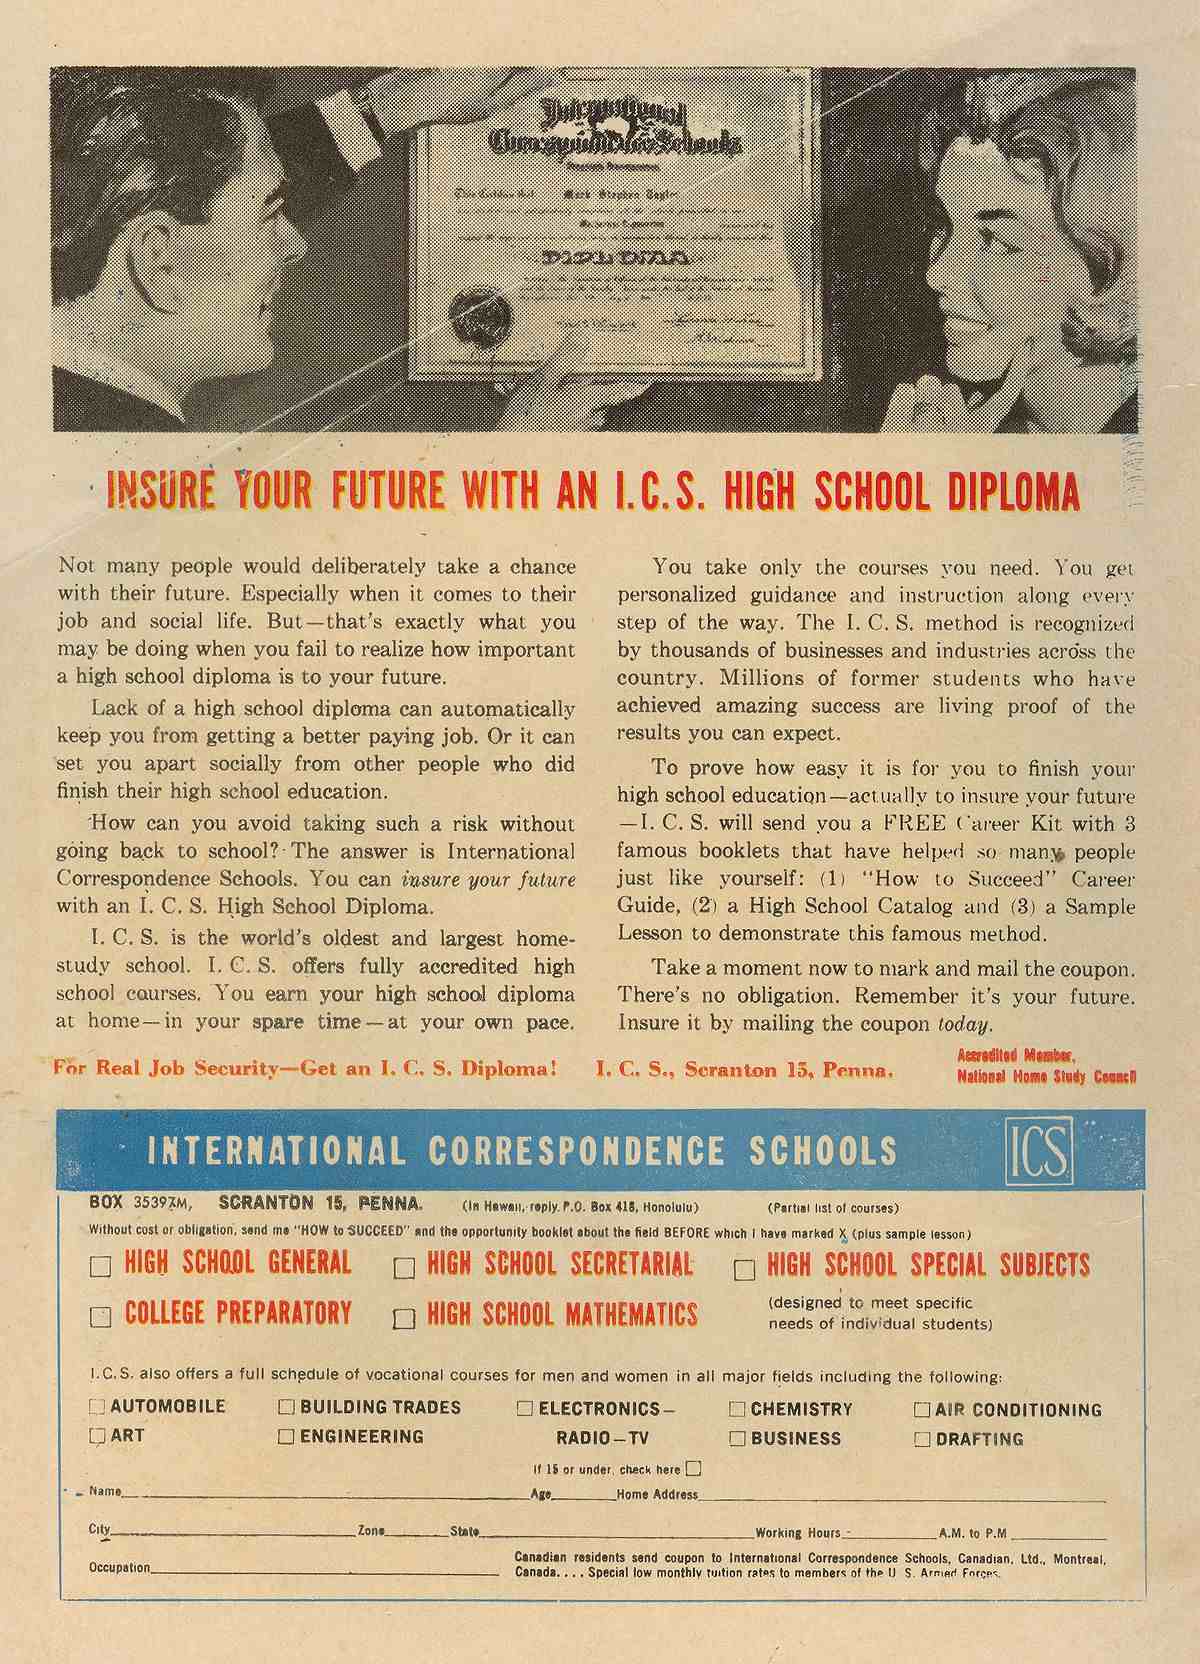 International
Correspondence Schools
This Certifies that Mark Stephen Taylor
DIPLOMA
INSURE YOUR FUTURE WITH AN I.C.S. HIGH SCHOOL DIPLOMA
Not many people would deliberately take a chance
with their future. Especially when it comes to their
job and social life. But—that's exactly what you
may be doing when you fail to realize how important
a high school diploma is to your future.
Lack of a high school diploma can automatically
keep you from getting a better paying job. Or it can
set you apart socially from other people who did
finish their high school education.
How can you avoid taking such a risk without
going back to school? The answer is International
Correspondence Schools. You can insure your future
with an I. C. S. High School Diploma.
I. C. S. is the world's oldest and largest home-
study school. I. C. S. offers fully accredited high
school courses. You earn your high school diploma
at home—in your spare time—at your own pace.
You take only the courses you need. You get
personalized guidance and instruction along every
step of the way. The I. C. S. method is recognized
by thousands of businesses and industries across the
country. Millions of former students who have
achieved amazing success are living proof of the
results you can expect.
To prove how easy it is for you to finish your
high school education—actually to insure your future
—I. C. S. will send you a FREE Career Kit with 3
famous booklets that have helped so many people
just like yourself: (1) "How to Succeed" Career
Guide, (2) a High School Catalog and (3) a Sample
Lesson to demonstrate this famous method.
Take a moment now to mark and mail the coupon.
There's no obligation. Remember it's your future.
Insure it by mailing the coupon today.
For Real Job Security—Get an I. C. S. Diploma! I. C. S., Scranton 15, Penna.
Accredited Member,
National Home Study Council
INTERNATIONAL CORRESPONDENCE SCHOOLS ICS
BOX 35397M, SCRANTON 15, PENNA. (In Hawaii, reply P.O. Box 418, Honolulu) (Partial list of courses)
Without cost or obligation, send me "HOW to SUCCEED" and the opportunity booklet about the field BEFORE which I have marked X (plus sample lesson)
HIGH SCHOOL GENERAL HIGH SCHOOL SECRETARIAL HIGH SCHOOL SPECIAL SUBJECTS
COLLEGE PREPARATORY HIGH SCHOOL MATHEMATICS (designed to meet specific
needs of individual students)
I.C.S. also offers a full schedule of vocational courses for men and women in all major fields including the following:
AUTOMOBILE BUILDING TRADES ELECTRONICS— CHEMISTRY AIR CONDITIONING
ART ENGINEERING RADIO—TV BUSINESS DRAFTING
If 15 or under, check here
Name Age Home Address
City Zone State Working Hours A.M. to P.M
Occupation
Canadian residents send coupon to International Correspondence Schools, Canadian, Ltd., Montreal,
Canada. . . . Special low monthly tuition rates to members of the U. S. Armed Forces.